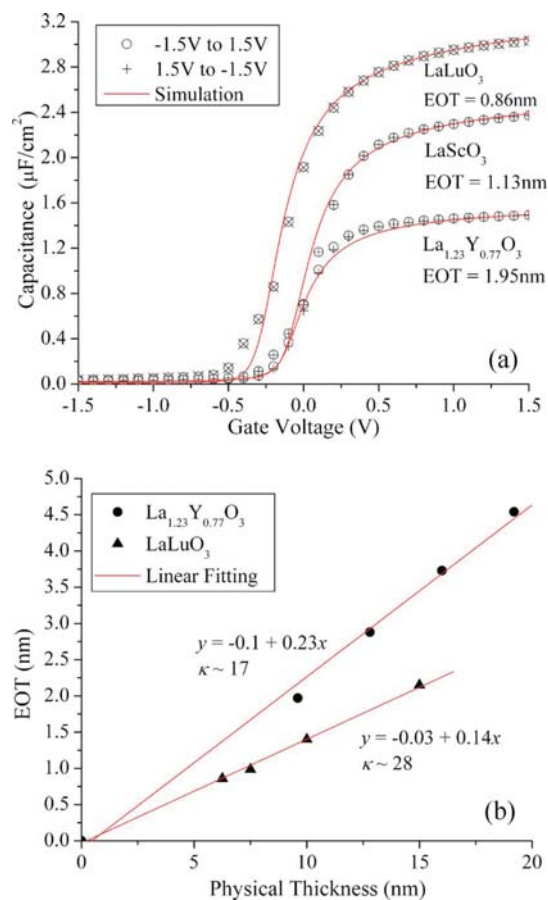 3.2
2.8
2.4
2.0
1.6
1.2
0.8
0.4
0.0
Capacitance (μF/cm²)
-1.5V to 1.5V
1.5V to -1.5V
Simulation
LaLuO₃
EOT = 0.86nm
LaScO₃
EOT = 1.13nm
La₁.₂₃Y₀.₇₇O₃
EOT = 1.95nm
(a)
-1.5 -1.0 -0.5 0.0 0.5 1.0 1.5
Gate Voltage (V)
5.0
4.5
4.0
3.5
3.0
2.5
2.0
1.5
1.0
0.5
0.0
EOT (nm)
La₁.₂₃Y₀.₇₇O₃
LaLuO₃
Linear Fitting
y = -0.1 + 0.23x
κ ~ 17
y = -0.03 + 0.14x
κ ~ 28
(b)
0 5 10 15 20
Physical Thickness (nm)